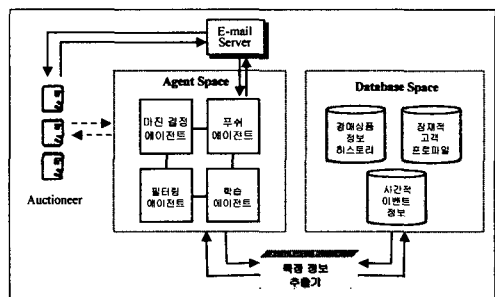 E-mail
Server
Agent Space
Database Space
마진 결정
에이전트
푸쉬
에이전트
필터링
에이전트
학습
에이전트
경매상품
정보
히스토리
잠재적
고객
프로파일
시간적
이벤트
정보
Auctioneer
특징 정보
추출기